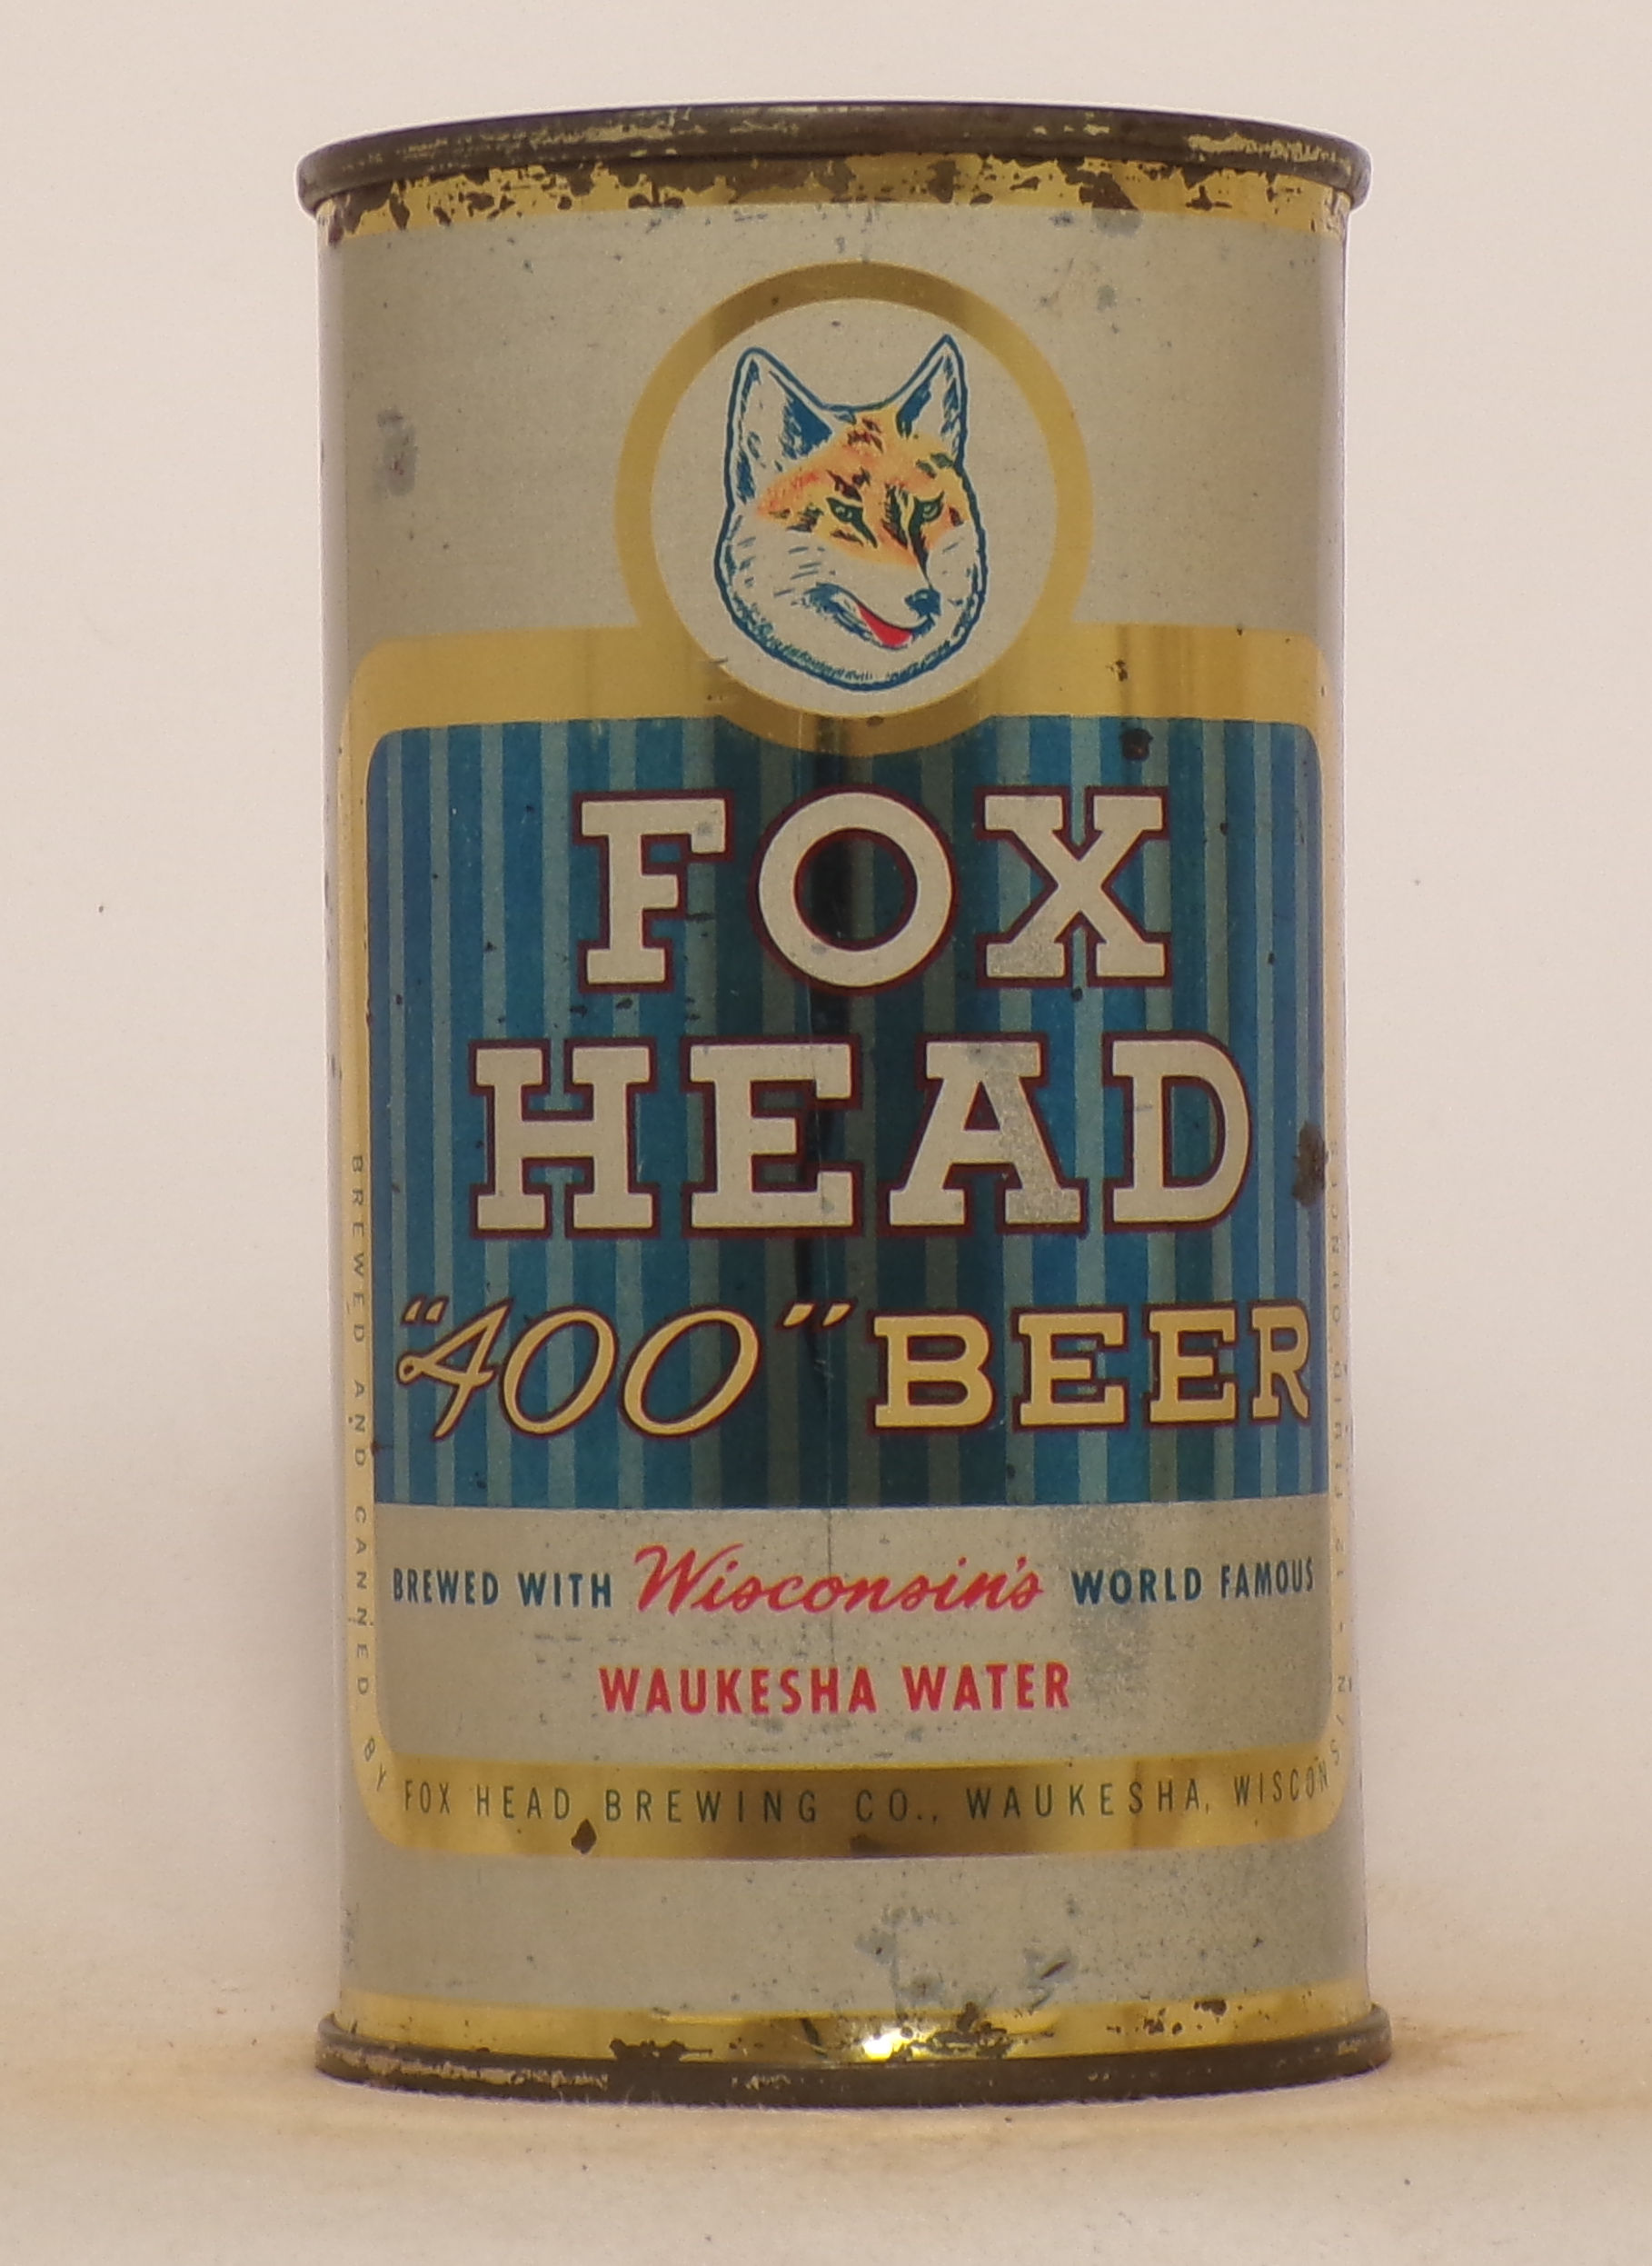 FOX
HEAD
"400" BEER
BREWED WITH Wisconsin's WORLD FAMOUS
WAUKESHA WATER
BREWED AND CANNED BY FOX HEAD BREWING CO., WAUKESHA, WISCONSIN